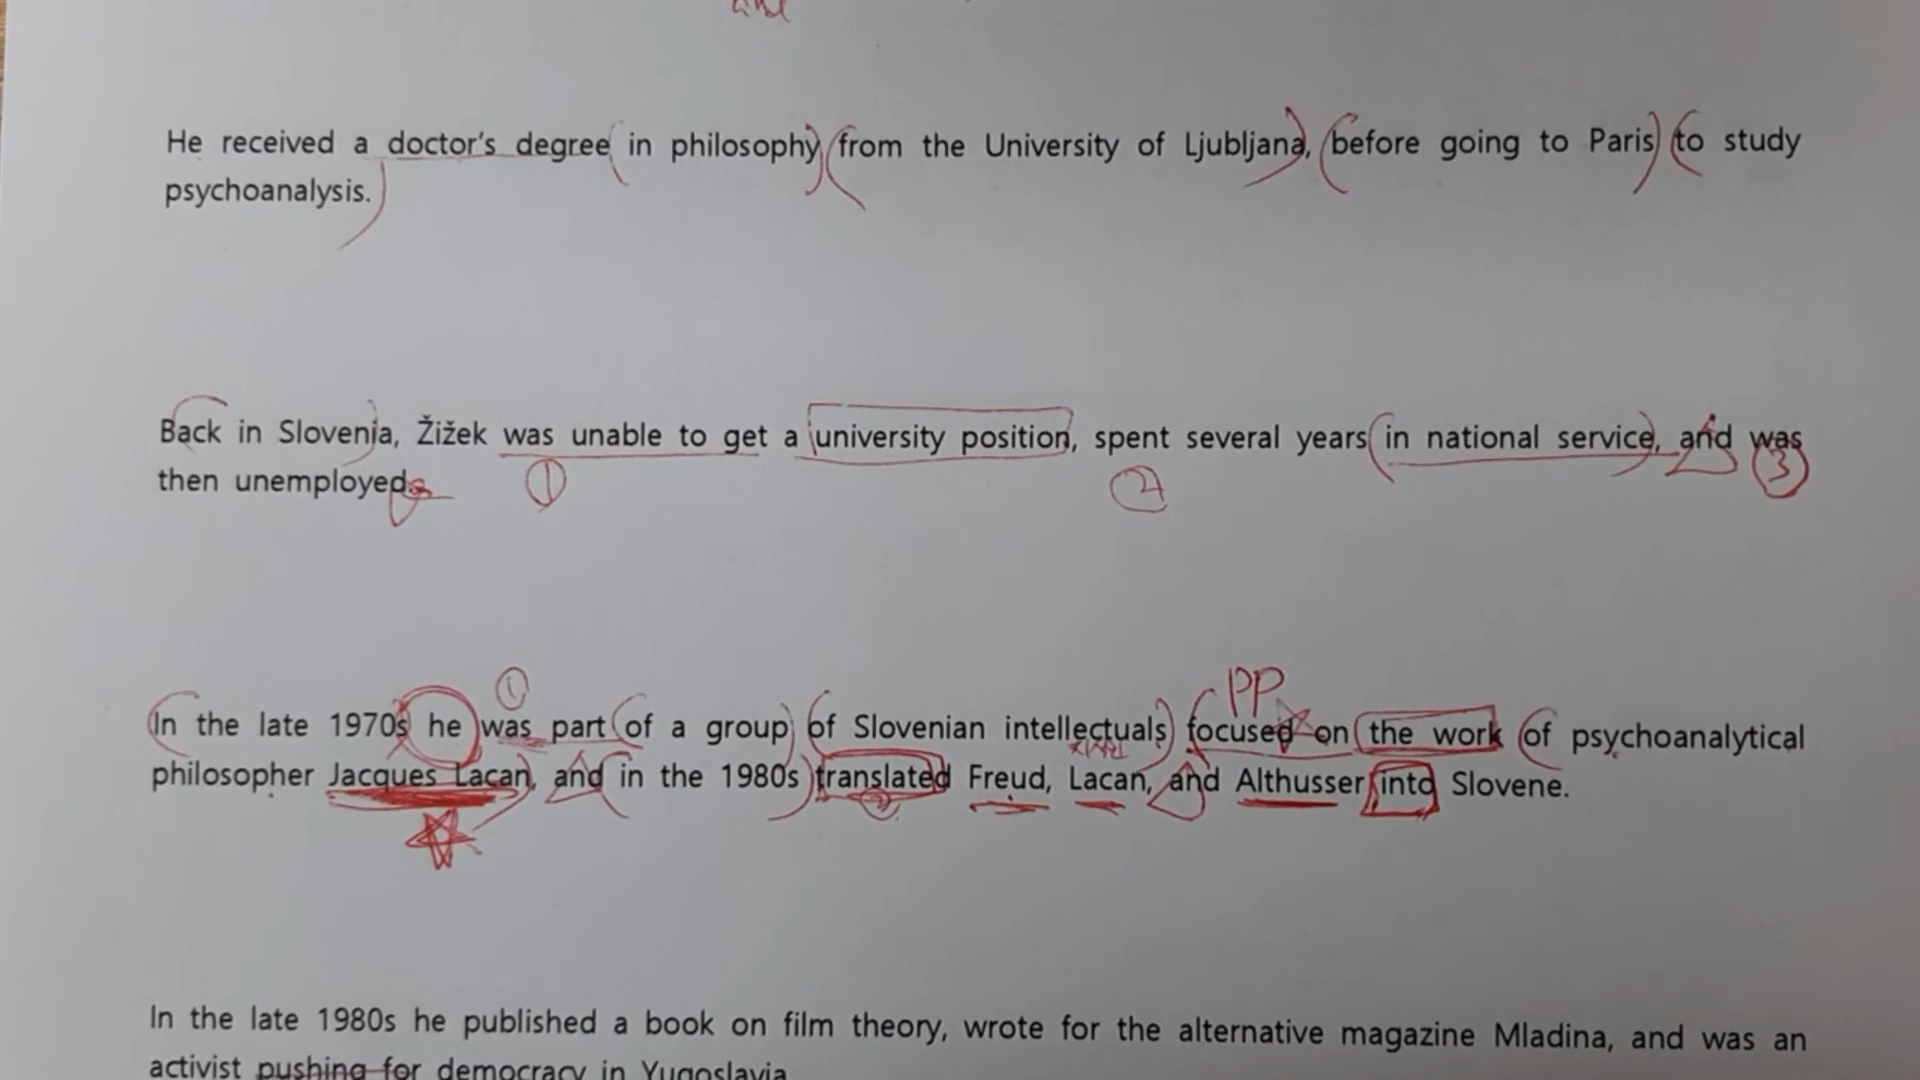 He received a doctor's degree in philosophy from the University of Ljubljana, before going to Paris to study
psychoanalysis.
Back in Slovenia, Žižek was unable to get a university position, spent several years in national service, and was
then unemployed.
① ② ③
① PP
In the late 1970s he was part of a group of Slovenian intellectuals focused on the work of psychoanalytical
philosopher Jacques Lacan, and in the 1980s translated Freud, Lacan, and Althusser into Slovene.
②
In the late 1980s he published a book on film theory, wrote for the alternative magazine Mladina, and was an
activist pushing for democracy in Yugoslavia